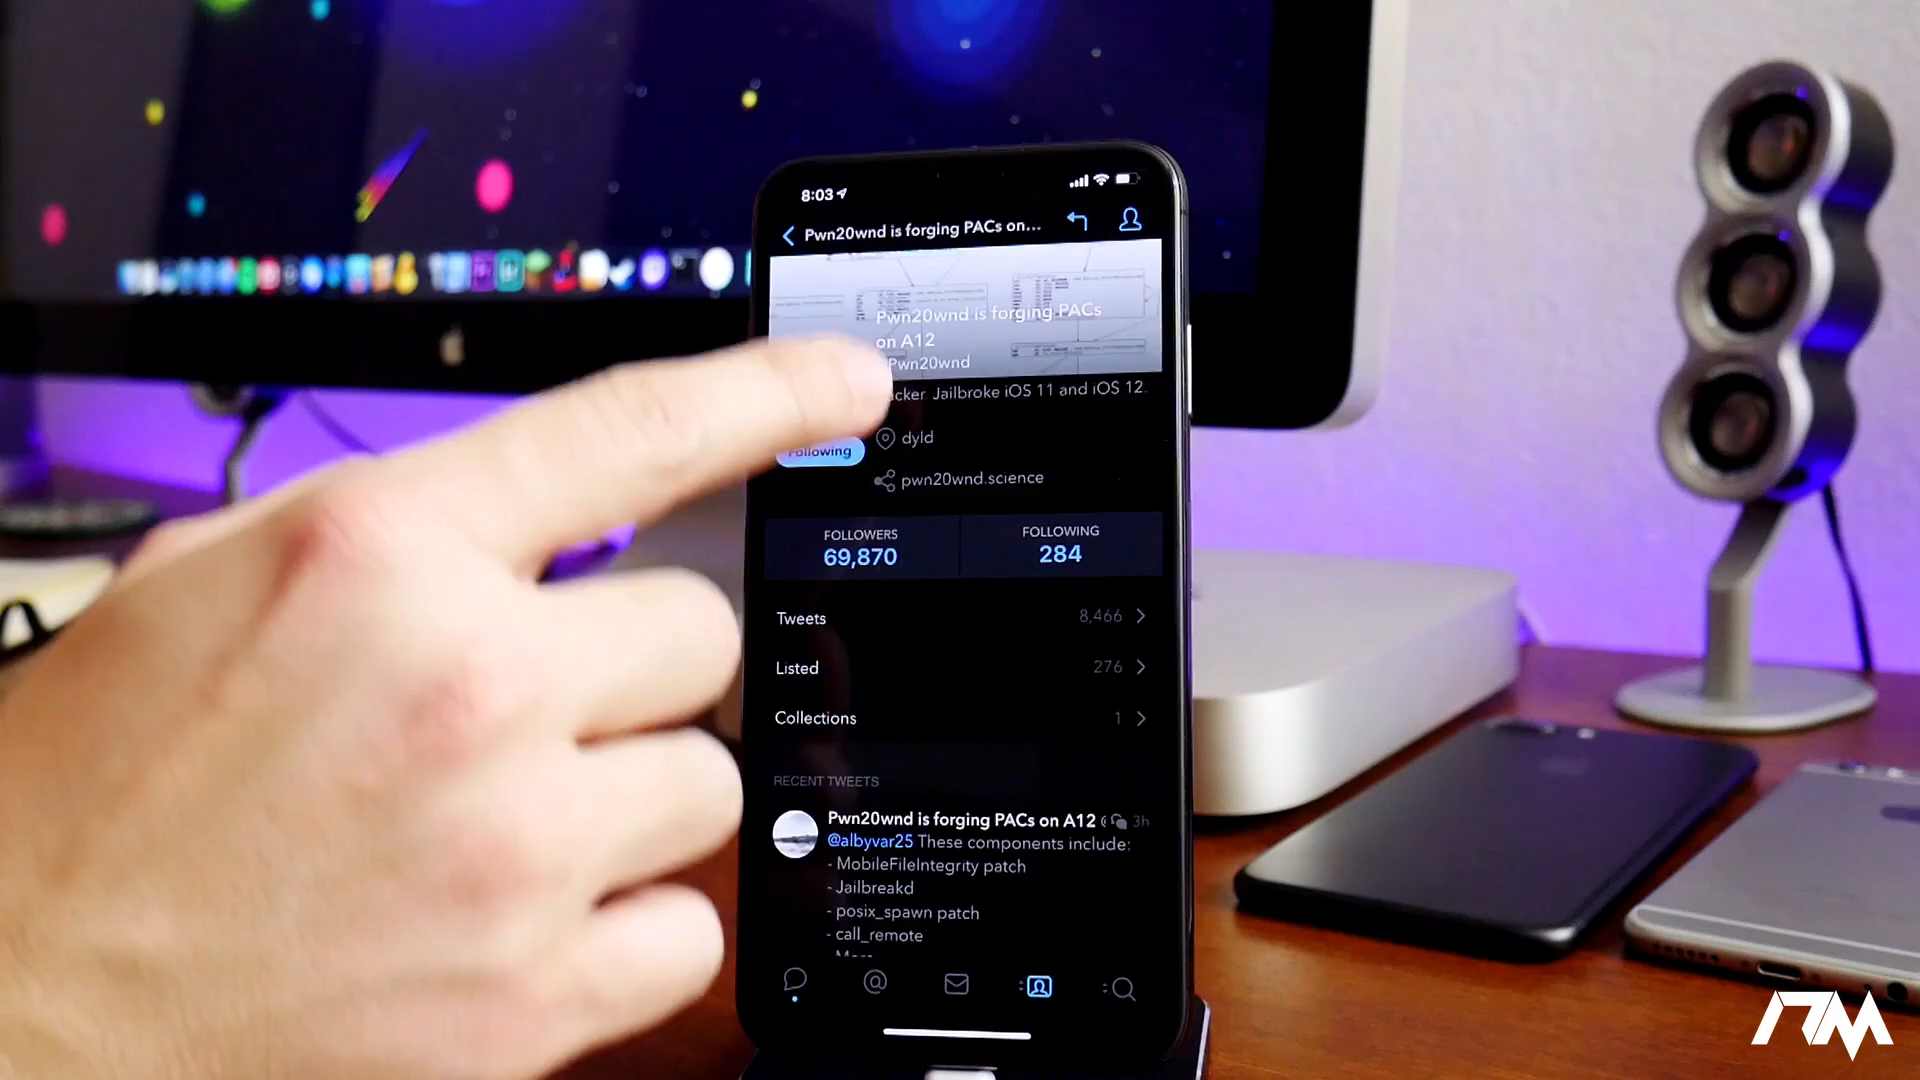 8:03
Pwn20wnd is forging PACs on...
Pwn20wnd is forging PACs
on A12
Pwn20wnd
Jailbroke iOS 11 and iOS 12.
dyld
Following
pwn20wnd.science
FOLLOWERS
FOLLOWING
69,870
284
Tweets 8,466
Listed 276
Collections 1
RECENT TWEETS
Pwn20wnd is forging PACs on A12 3h
@albyvar25 These components include:
- MobileFileIntegrity patch
- Jailbreakd
- posix_spawn patch
- call_remote